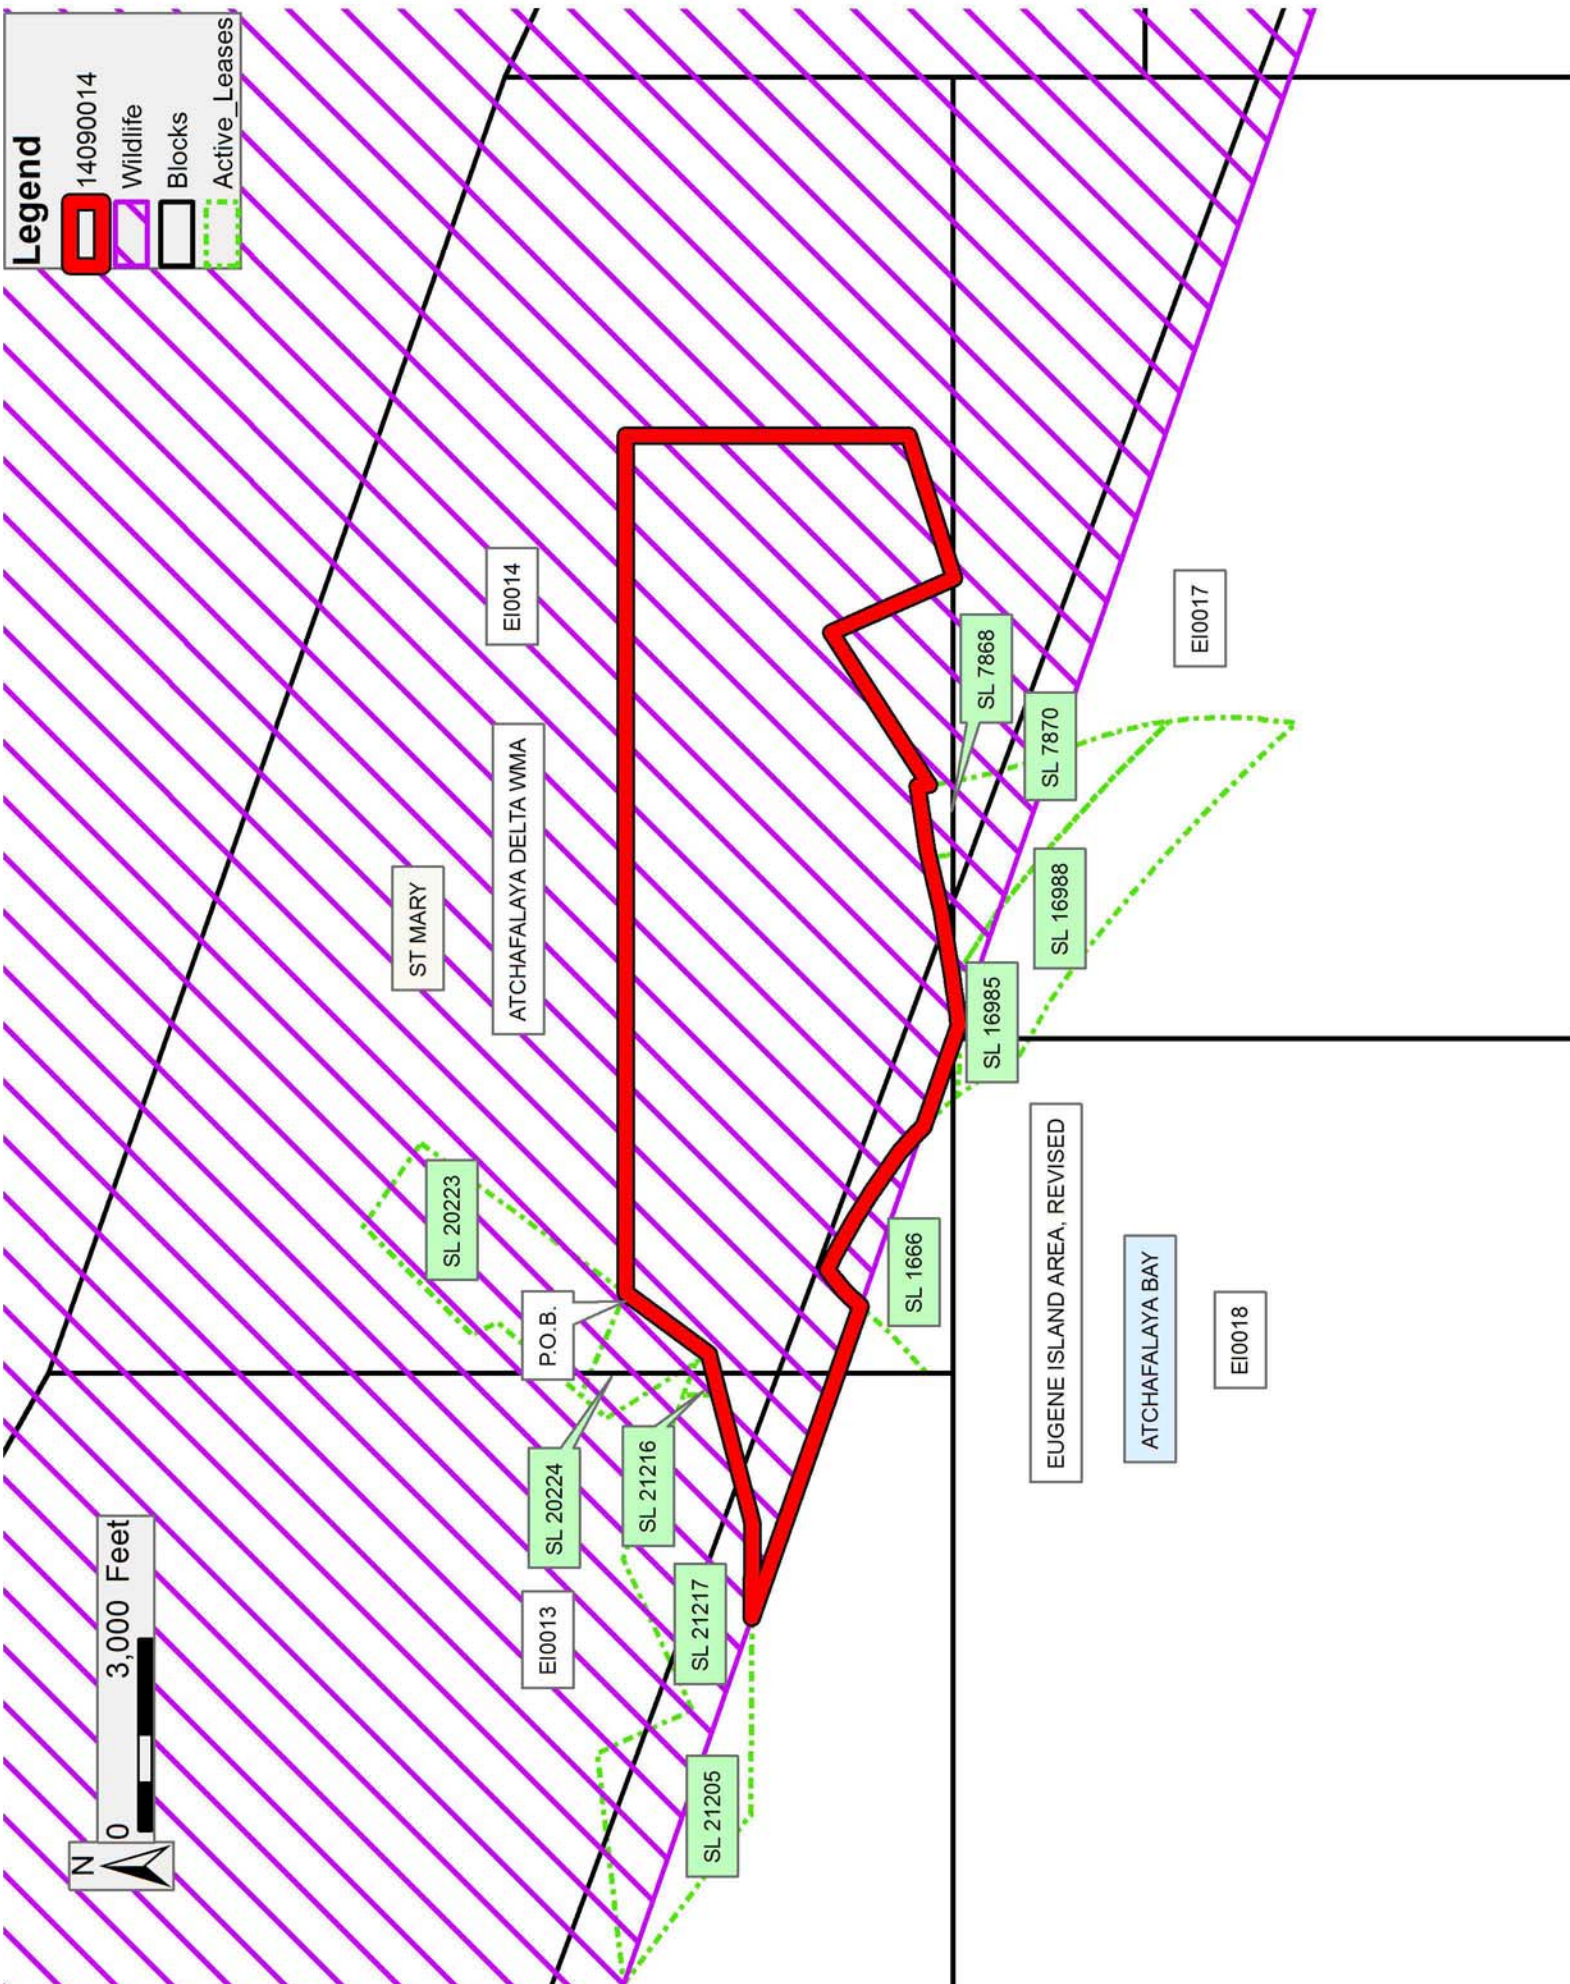 Legend
14090014
Wildlife
Blocks
Active_Leases
N
0 3,000 Feet
ST MARY
ATCHAFALAYA DELTA WMA
EI0014
SL 20223
P.O.B.
SL 20224
EI0013
SL 21216
SL 21217
SL 21205
SL 1666
SL 16985
SL 7868
SL 7870
SL 16988
EI0017
EUGENE ISLAND AREA, REVISED
ATCHAFALAYA BAY
EI0018